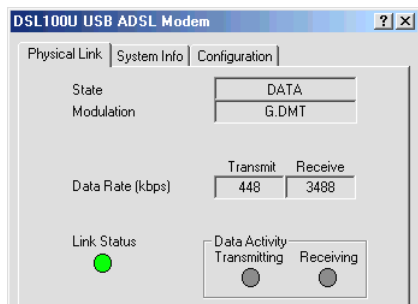 DSL100U USB ADSL Modem ? ×
Physical Link System Info Configuration
State DATA
Modulation G.DMT
Transmit Receive
Data Rate (kbps) 448 3488
Link Status Data Activity
Transmitting Receiving